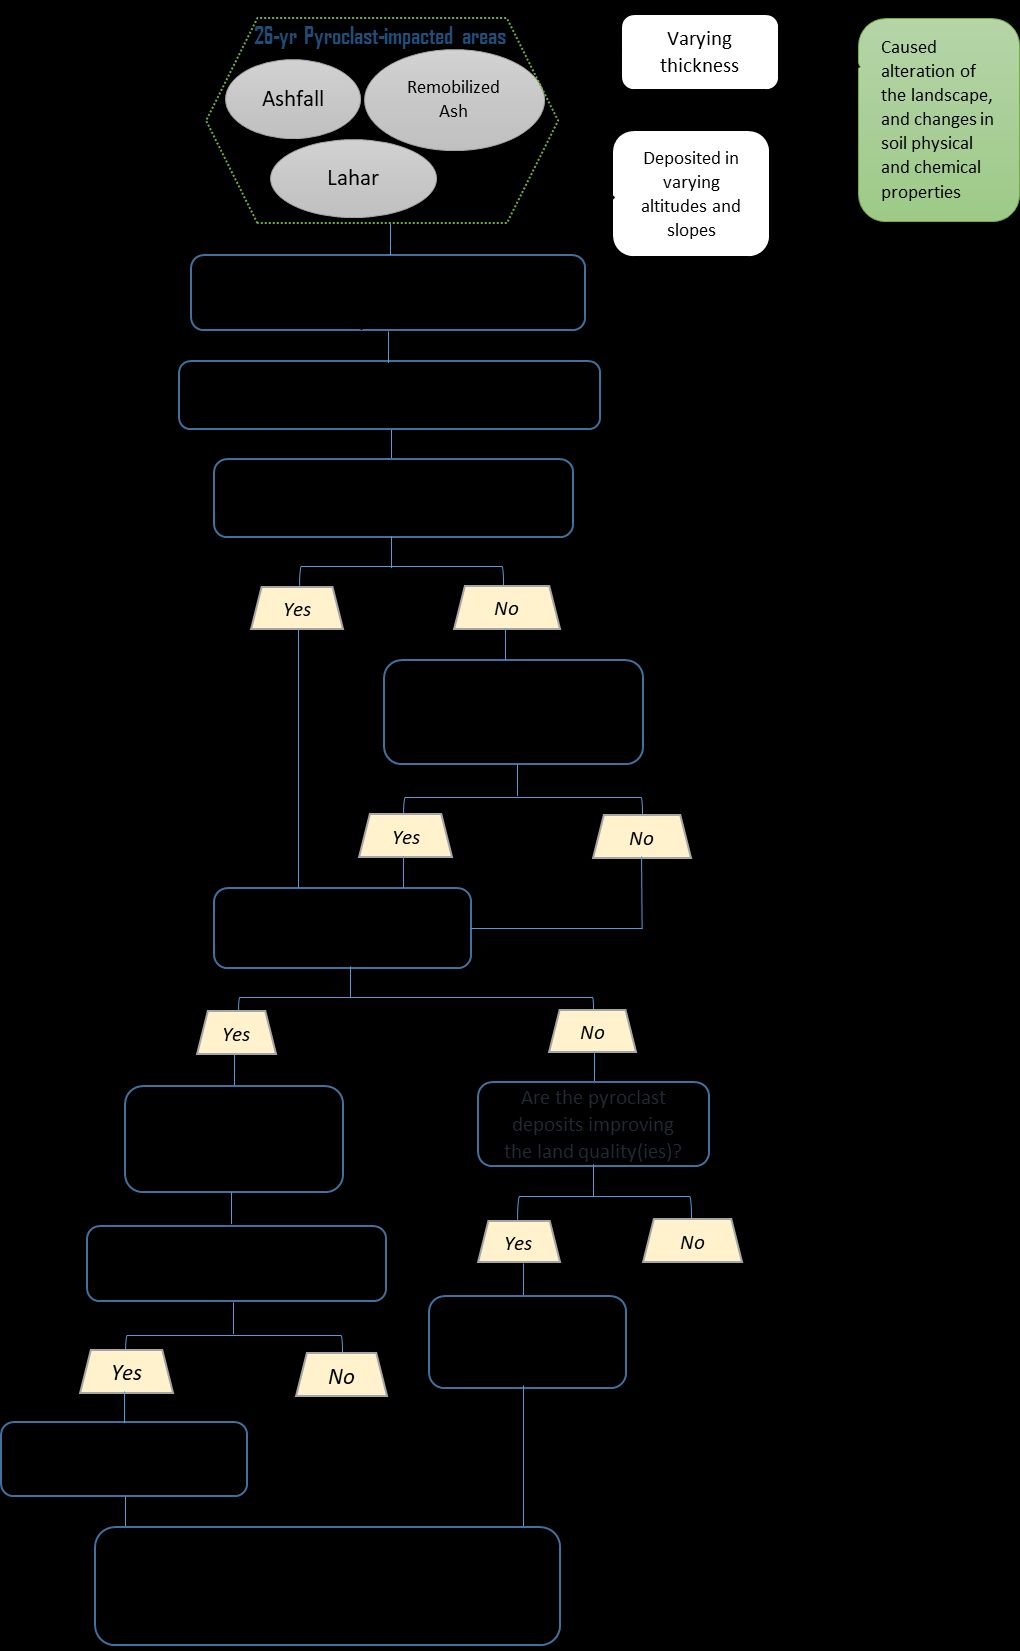 26-yr Pyroclast-impacted areas
Ashfall
Remobilized
Ash
Lahar
Varying
thickness
Deposited in
varying
altitudes and
slopes
Caused
alteration of
the landscape,
and changes in
soil physical
and chemical
properties
Yes
No
Yes
No
Yes
No
Are the pyroclast
deposits improving
the land quality(ies)?
Yes
No
Yes
No